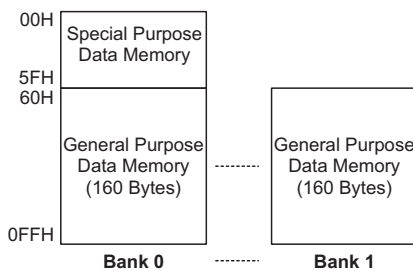 00H
Special Purpose
Data Memory
5FH
60H
General Purpose
Data Memory
(160 Bytes)
General Purpose
Data Memory
(160 Bytes)
0FFH
Bank 0
Bank 1